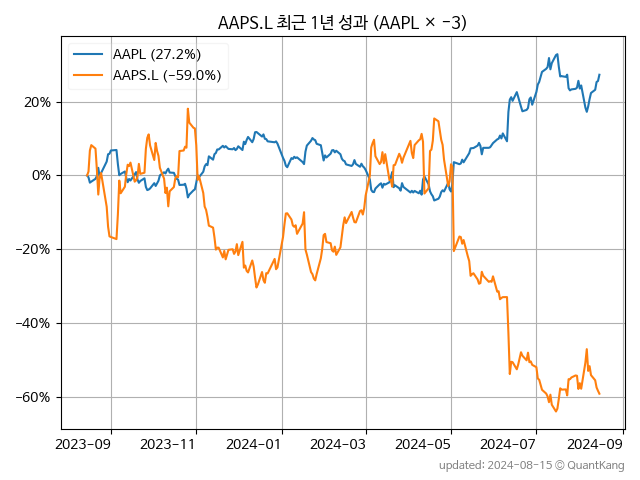 AAPS.L 최근 1년 성과 (AAPL × −3)
AAPL (27.2%)
AAPS.L (−59.0%)
20%
0%
−20%
−40%
−60%
2023-09 2023-11 2024-01 2024-03 2024-05 2024-07 2024-09
updated: 2024-08-15 © QuantKang